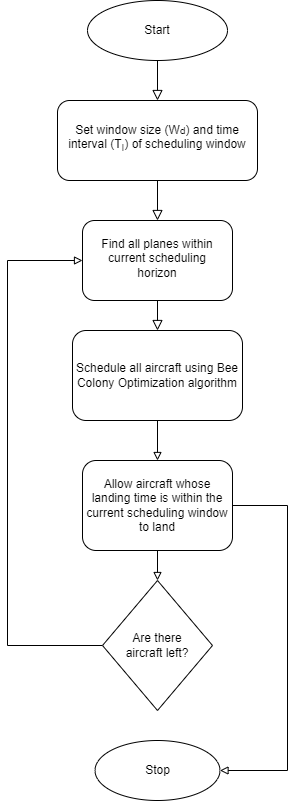 Start
Set window size (Wd) and time
interval (TI) of scheduling window
Find all planes within
current scheduling
horizon
Schedule all aircraft using Bee
Colony Optimization algorithm
Allow aircraft whose
landing time is within the
current scheduling window
to land
Are there
aircraft left?
Stop